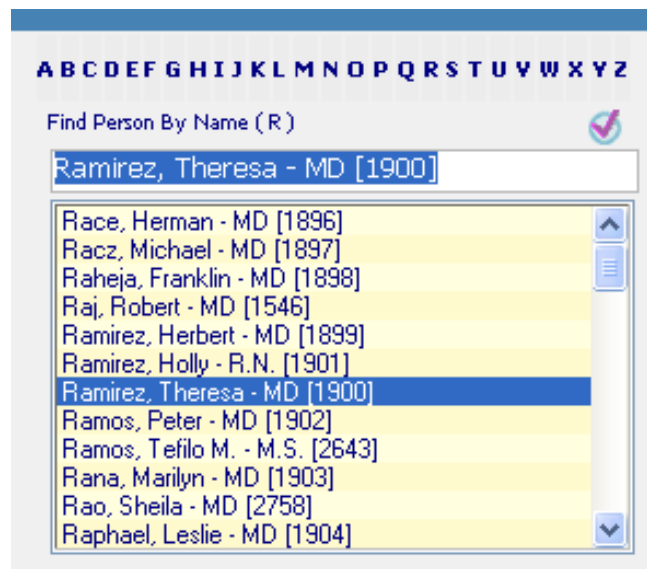 A B C D E F G H I J K L M N O P Q R S T U V W X Y Z
Find Person By Name ( R )
Ramirez, Theresa - MD [1900]
Race, Herman - MD [1896]
Racz, Michael - MD [1897]
Raheja, Franklin - MD [1898]
Raj, Robert - MD [1546]
Ramirez, Herbert - MD [1899]
Ramirez, Holly - R.N. [1901]
Ramirez, Theresa - MD [1900]
Ramos, Peter - MD [1902]
Ramos, Tefilo M. - M.S. [2643]
Rana, Marilyn - MD [1903]
Rao, Sheila - MD [2758]
Raphael, Leslie - MD [1904]